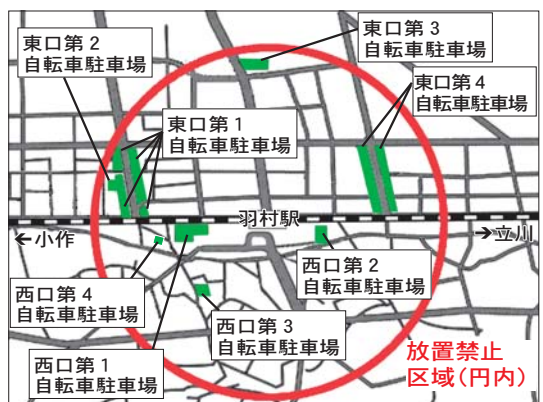 東口第2
自転車駐車場
東口第3
自転車駐車場
東口第4
自転車駐車場
東口第1
自転車駐車場
羽村駅
←小作
→立川
西口第4
自転車駐車場
西口第2
自転車駐車場
西口第3
自転車駐車場
西口第1
自転車駐車場
放置禁止
区域(円内)